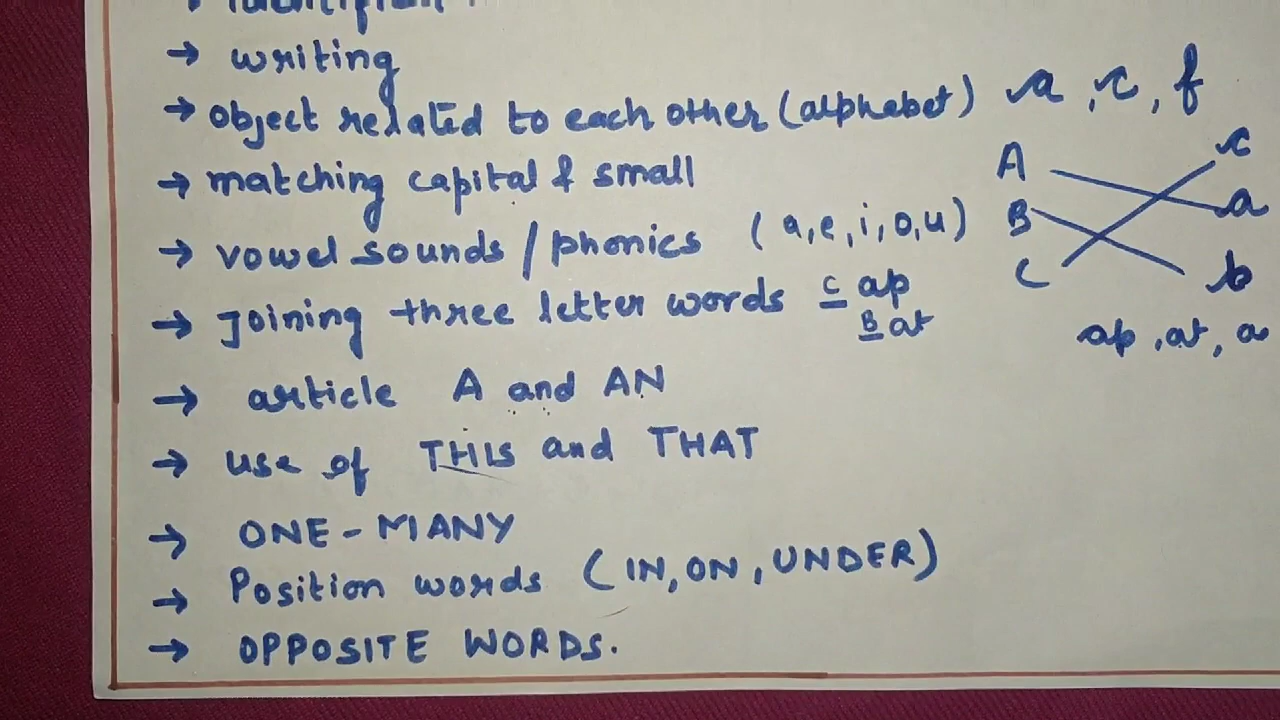 → writing
→ object related to each other (alphabet) a, c, f
→ matching capital & small
A c
B a
C b
→ vowel sounds / phonics (a, e, i, o, u)
→ Joining three letter words c ap
B at
ap, at, a
→ article A and AN
→ use of THIS and THAT
→ ONE - MANY
→ Position words (IN, ON, UNDER)
→ OPPOSITE WORDS.